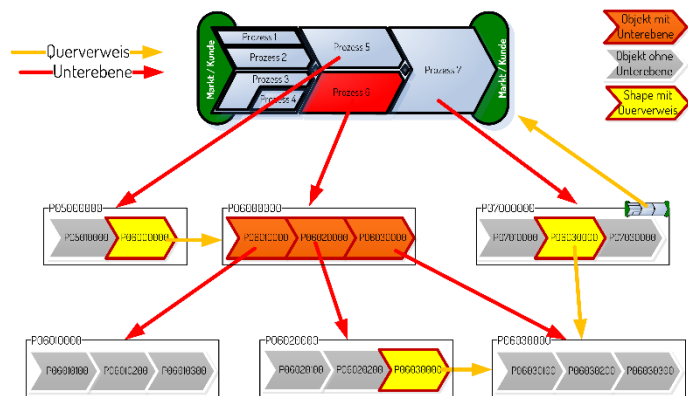 Querverweis
Unterebene
Markt / Kunde
Prozess 1
Prozess 2
Prozess 3
Prozess 4
Prozess 5
Prozess 6
Prozess 7
Markt / Kunde
Objekt mit
Unterebene
Objekt ohne
Unterebene
Shape mit
Querverweis
P05000000
P05010000
P06000000
P06000000
P06010000
P06020000
P06030000
P07000000
P07010000
P06030000
P07030000
P06010000
P06010100
P06010200
P06010300
P06020000
P06020100
P06020200
P06030000
P06030000
P06030100
P06030200
P06030300